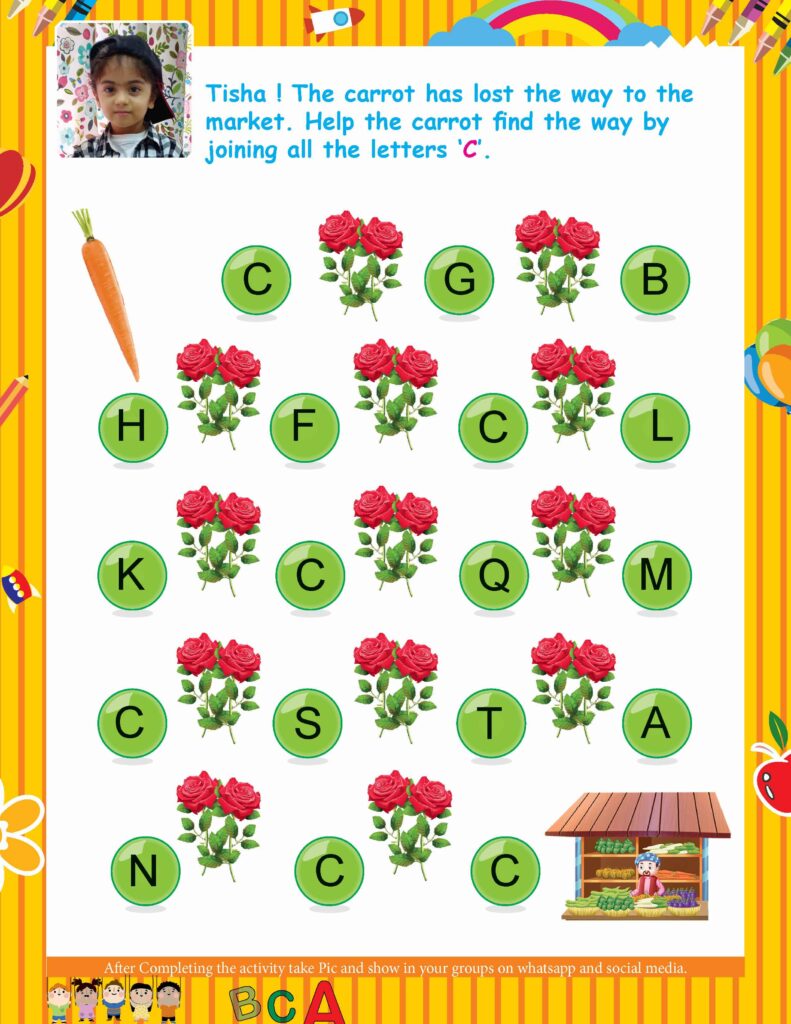 Tisha ! The carrot has lost the way to the
market. Help the carrot find the way by
joining all the letters ‘C’.
C G B
H F C L
K C Q M
C S T A
N C C
After Completing the activity take Pic and show in your groups on whatsapp and social media.
B C A